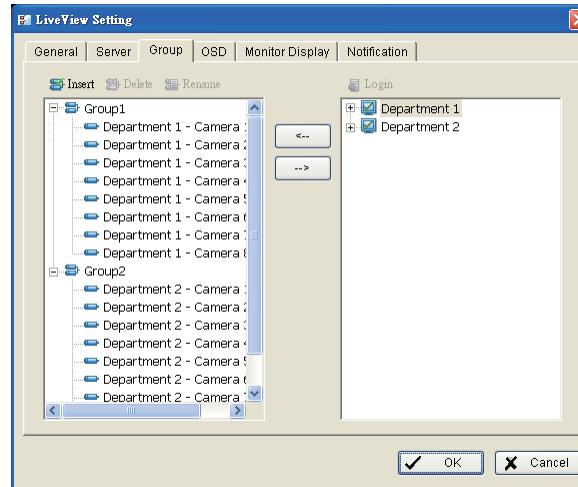 LiveView Setting
General Server Group OSD Monitor Display Notification
Insert Delete Rename Login
Group1
Department 1 - Camera
Department 1 - Camera
Department 1 - Camera
Department 1 - Camera
Department 1 - Camera
Department 1 - Camera
Department 1 - Camera
Department 1 - Camera
Group2
Department 2 - Camera
Department 2 - Camera
Department 2 - Camera
Department 2 - Camera
Department 2 - Camera
Department 2 - Camera
Department 2 - Camera
<--
-->
Department 1
Department 2
OK Cancel